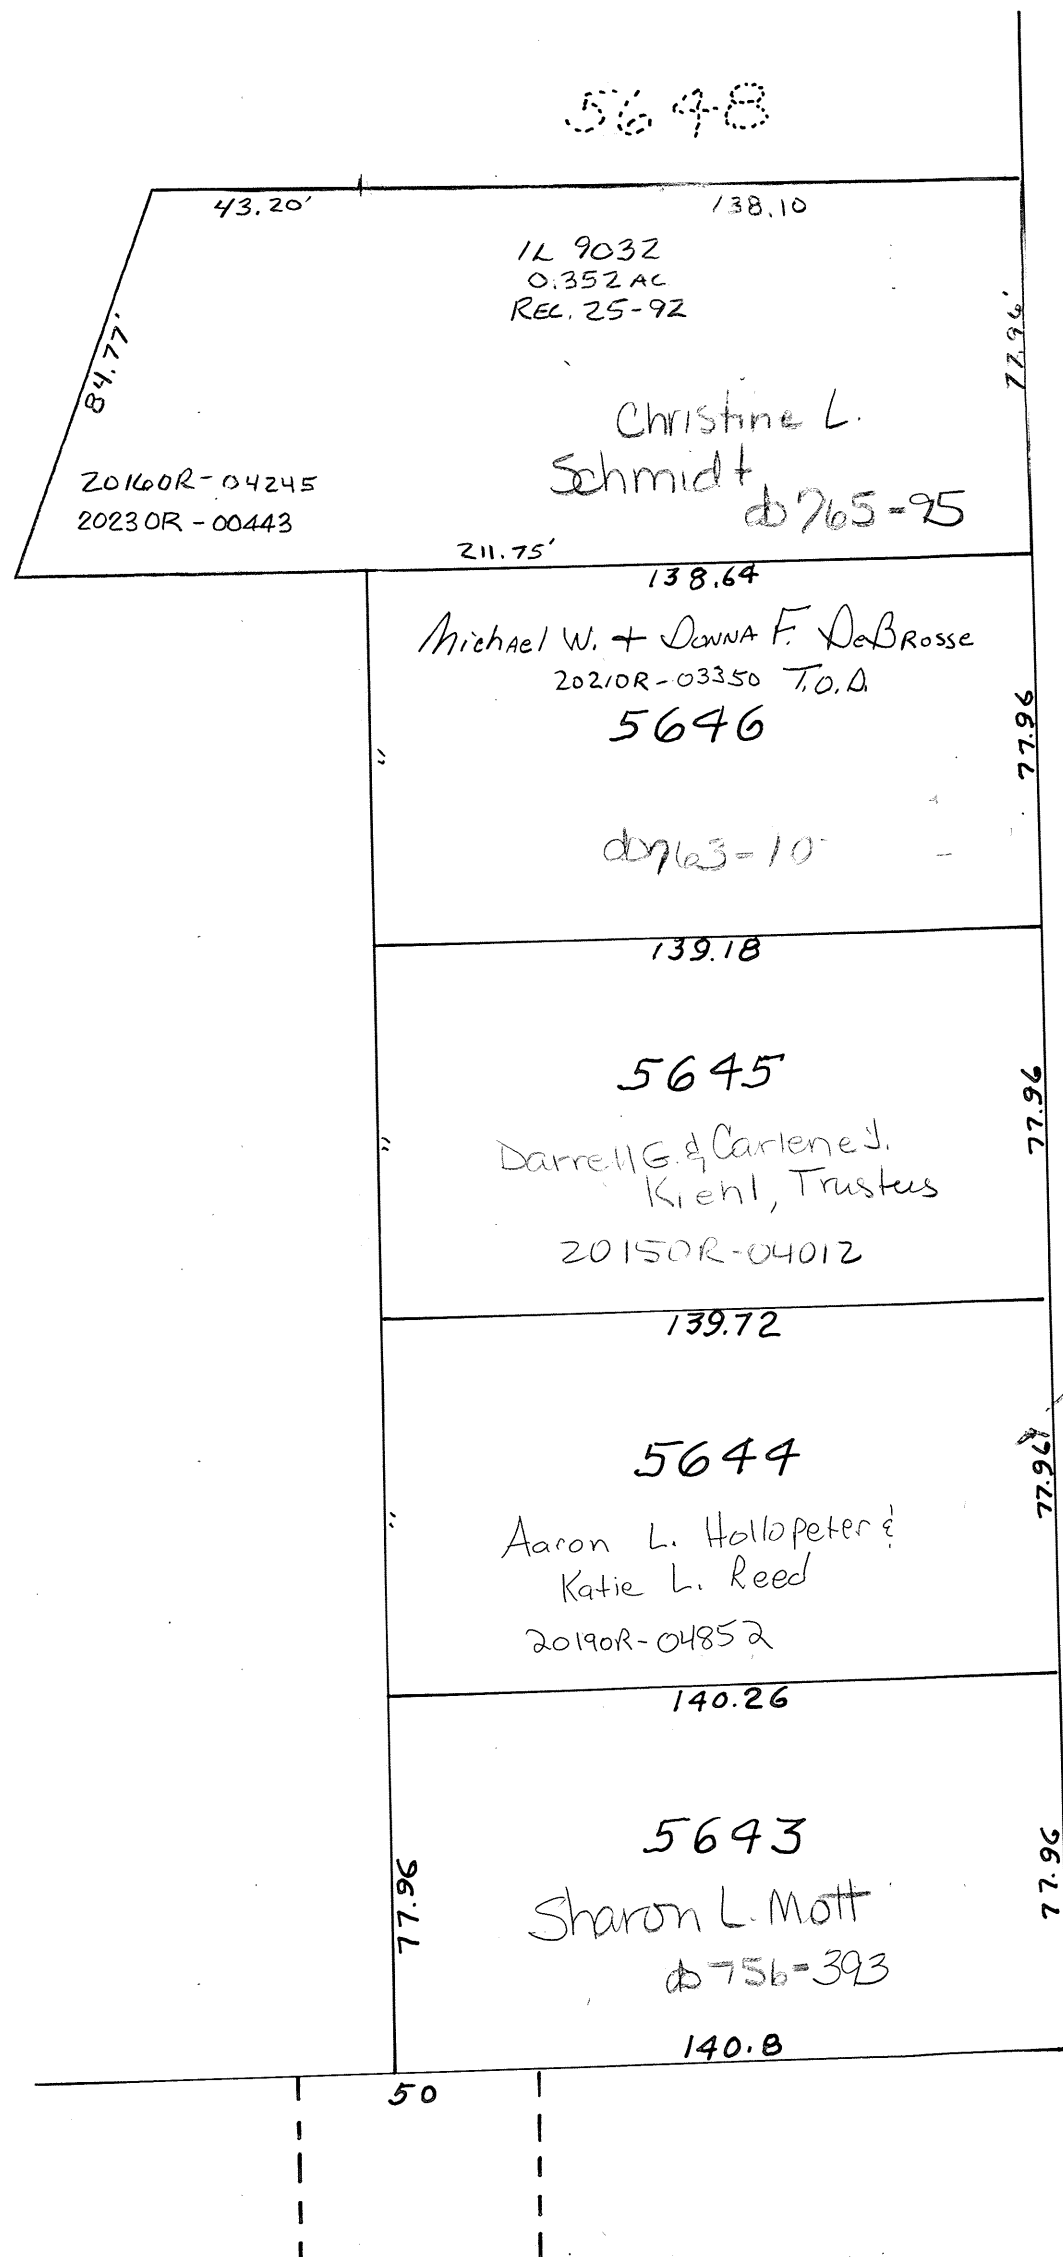 5648
43.20'
138.10
IL 9032
0.352 AC
REC. 25-92
84.77'
77.96'
Christine L.
Schmidt
db 765-95
2016OR-04245
2023OR-00443
211.75'
138.64
Michael W. + DONNA F. DeBROSSE
2021OR-03350 T.O.D.
5646
77.96
"
db763-10
139.18
5645
77.96
"
Darrell G. & Carlene J.
Kiehl, Trustees
2015OR-04012
139.72
5644
77.96
"
Aaron L. Hollopeter &
Katie L. Reed
2019OR-04852
140.26
5643
77.96
77.96
Sharon L. Mott
db 756-393
140.8
50